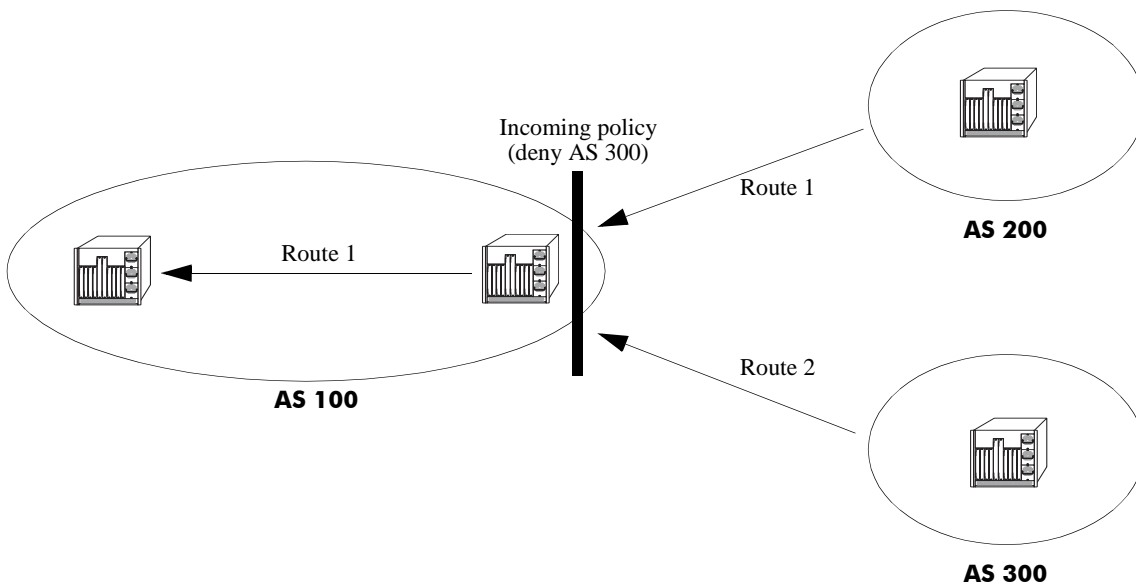 Incoming policy
(deny AS 300)
Route 1
AS 200
Route 1
AS 100
Route 2
AS 300